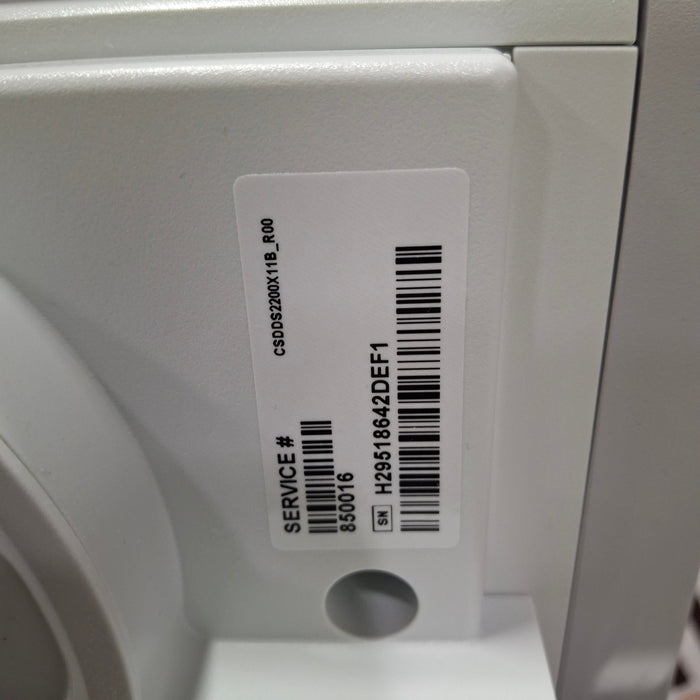 CSDDS2200X11B_R00
SERVICE #
850016
SN H29518642DEF1